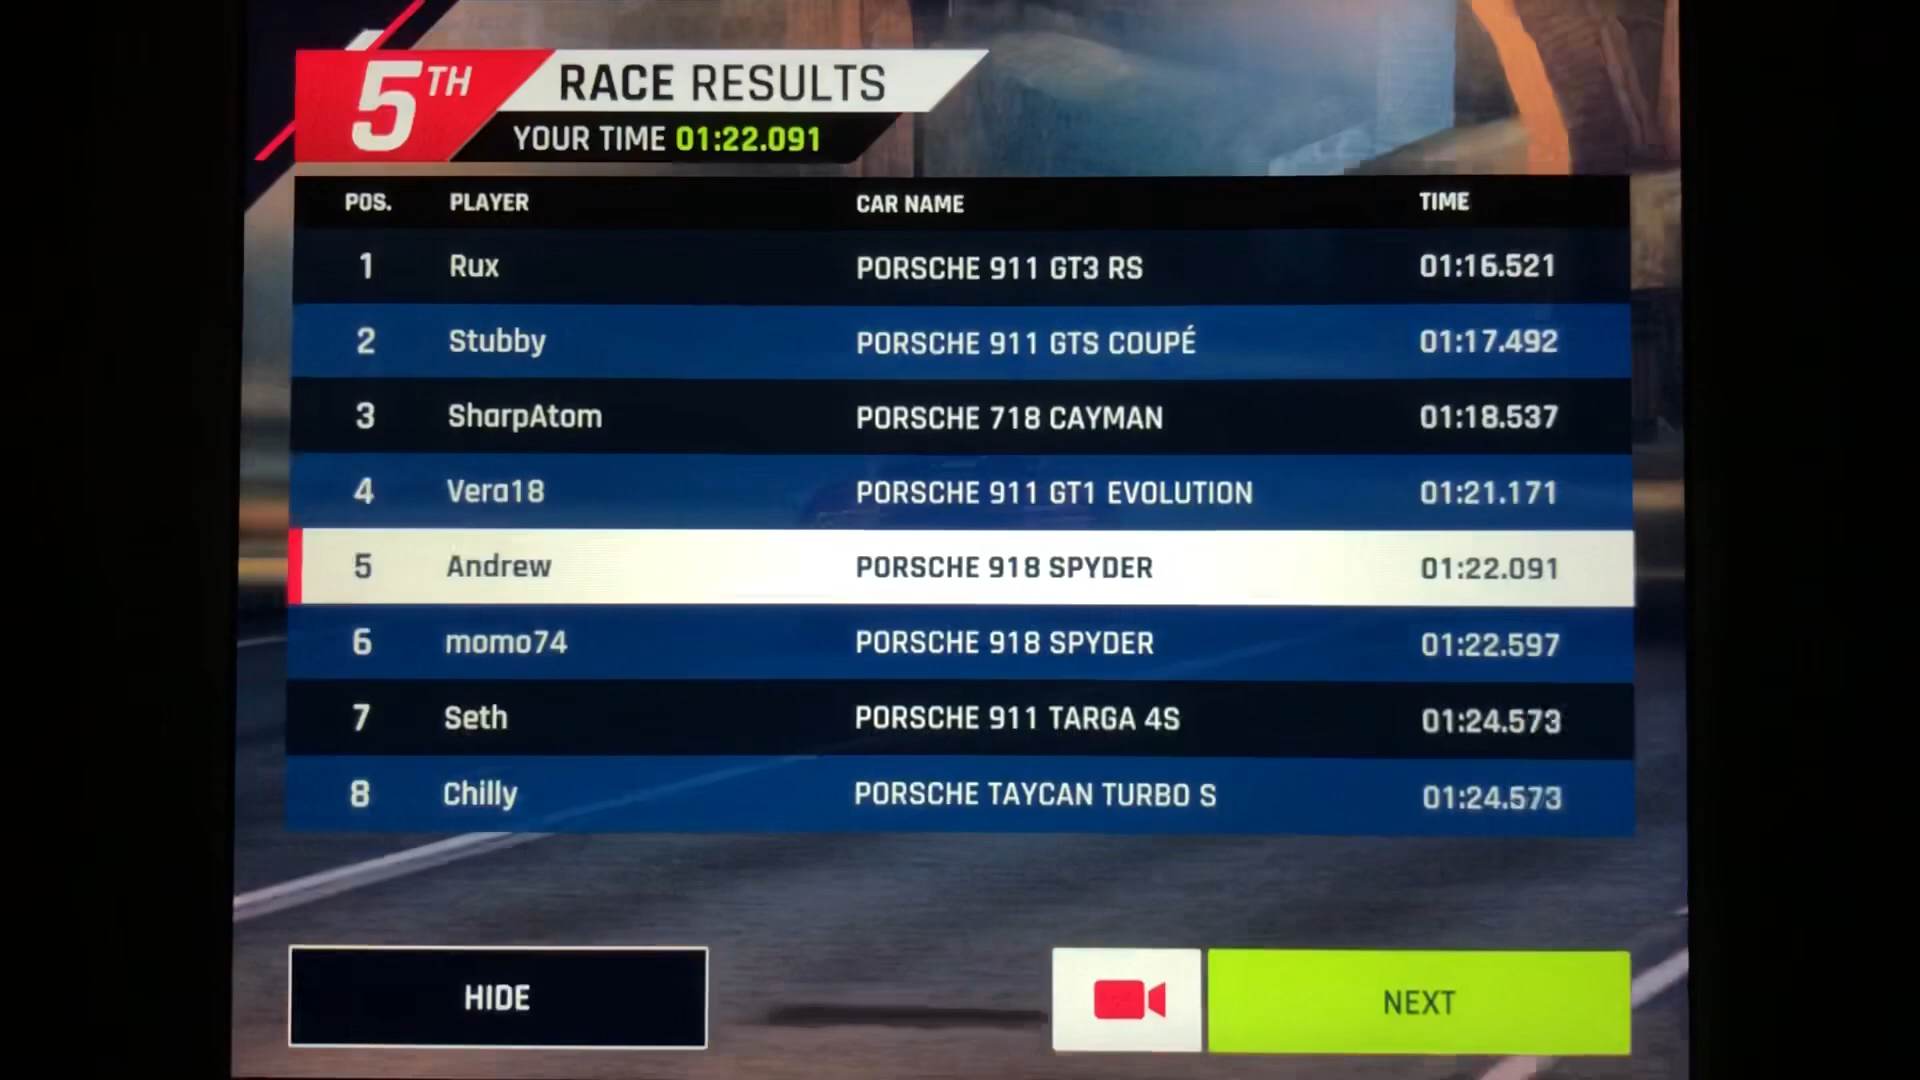 5TH
RACE RESULTS
YOUR TIME 01:22.091
POS. PLAYER CAR NAME TIME
1 Rux PORSCHE 911 GT3 RS 01:16.521
2 Stubby PORSCHE 911 GTS COUPÉ 01:17.492
3 SharpAtom PORSCHE 718 CAYMAN 01:18.537
4 Vera18 PORSCHE 911 GT1 EVOLUTION 01:21.171
5 Andrew PORSCHE 918 SPYDER 01:22.091
6 momo74 PORSCHE 918 SPYDER 01:22.597
7 Seth PORSCHE 911 TARGA 4S 01:24.573
8 Chilly PORSCHE TAYCAN TURBO S 01:24.573
HIDE NEXT